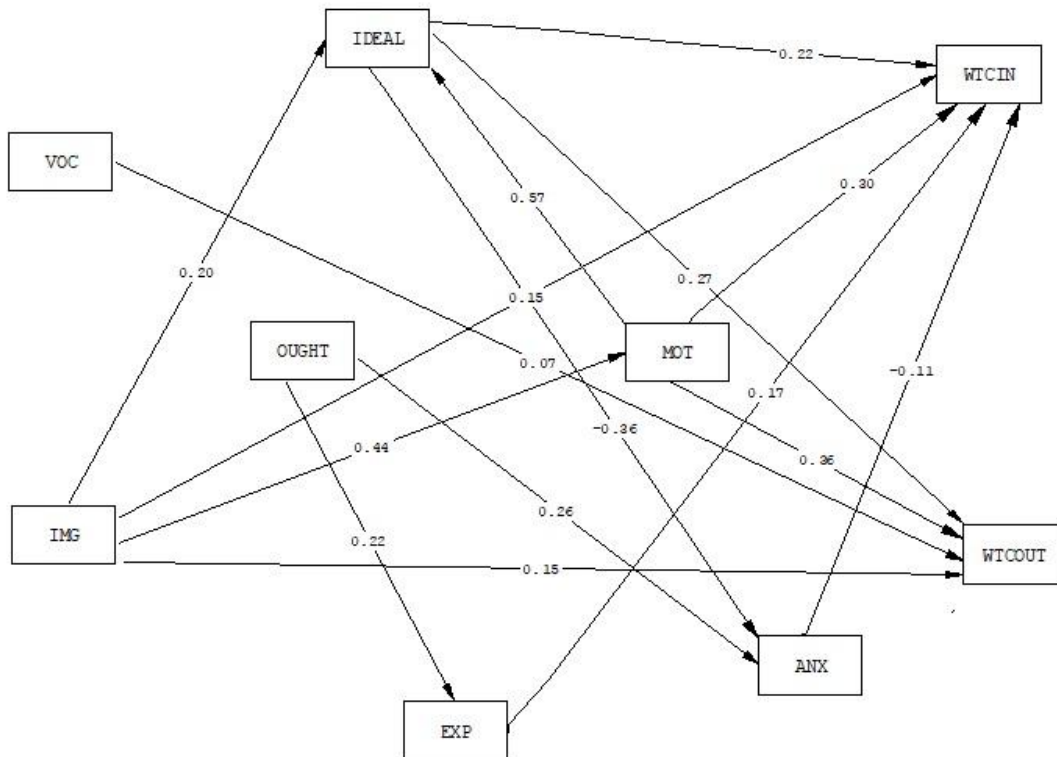 IDEAL
0.22
WTCIN
VOC
0.57
0.30
0.20
0.15
0.27
OUGHT
MOT
0.07
-0.11
0.17
-0.36
0.44
0.36
IMG
0.26
0.22
WTCOUT
0.15
ANX
EXP